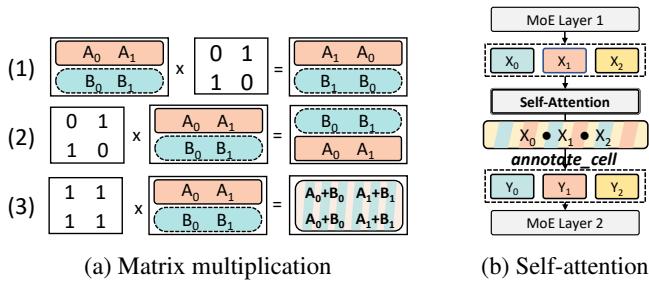 (1) A₀ A₁ x 0 1 = A₁ A₀
B₀ B₁ 1 0 B₁ B₀
(2) 0 1 x A₀ A₁ = B₀ B₁
1 0 B₀ B₁ A₀ A₁
(3) 1 1 x A₀ A₁ = A₀+B₀ A₁+B₁
1 1 B₀ B₁ A₀+B₀ A₁+B₁
(a) Matrix multiplication
MoE Layer 1
X₀ X₁ X₂
Self-Attention
X₀ • X₁ • X₂
annotate_cell
Y₀ Y₁ Y₂
MoE Layer 2
(b) Self-attention